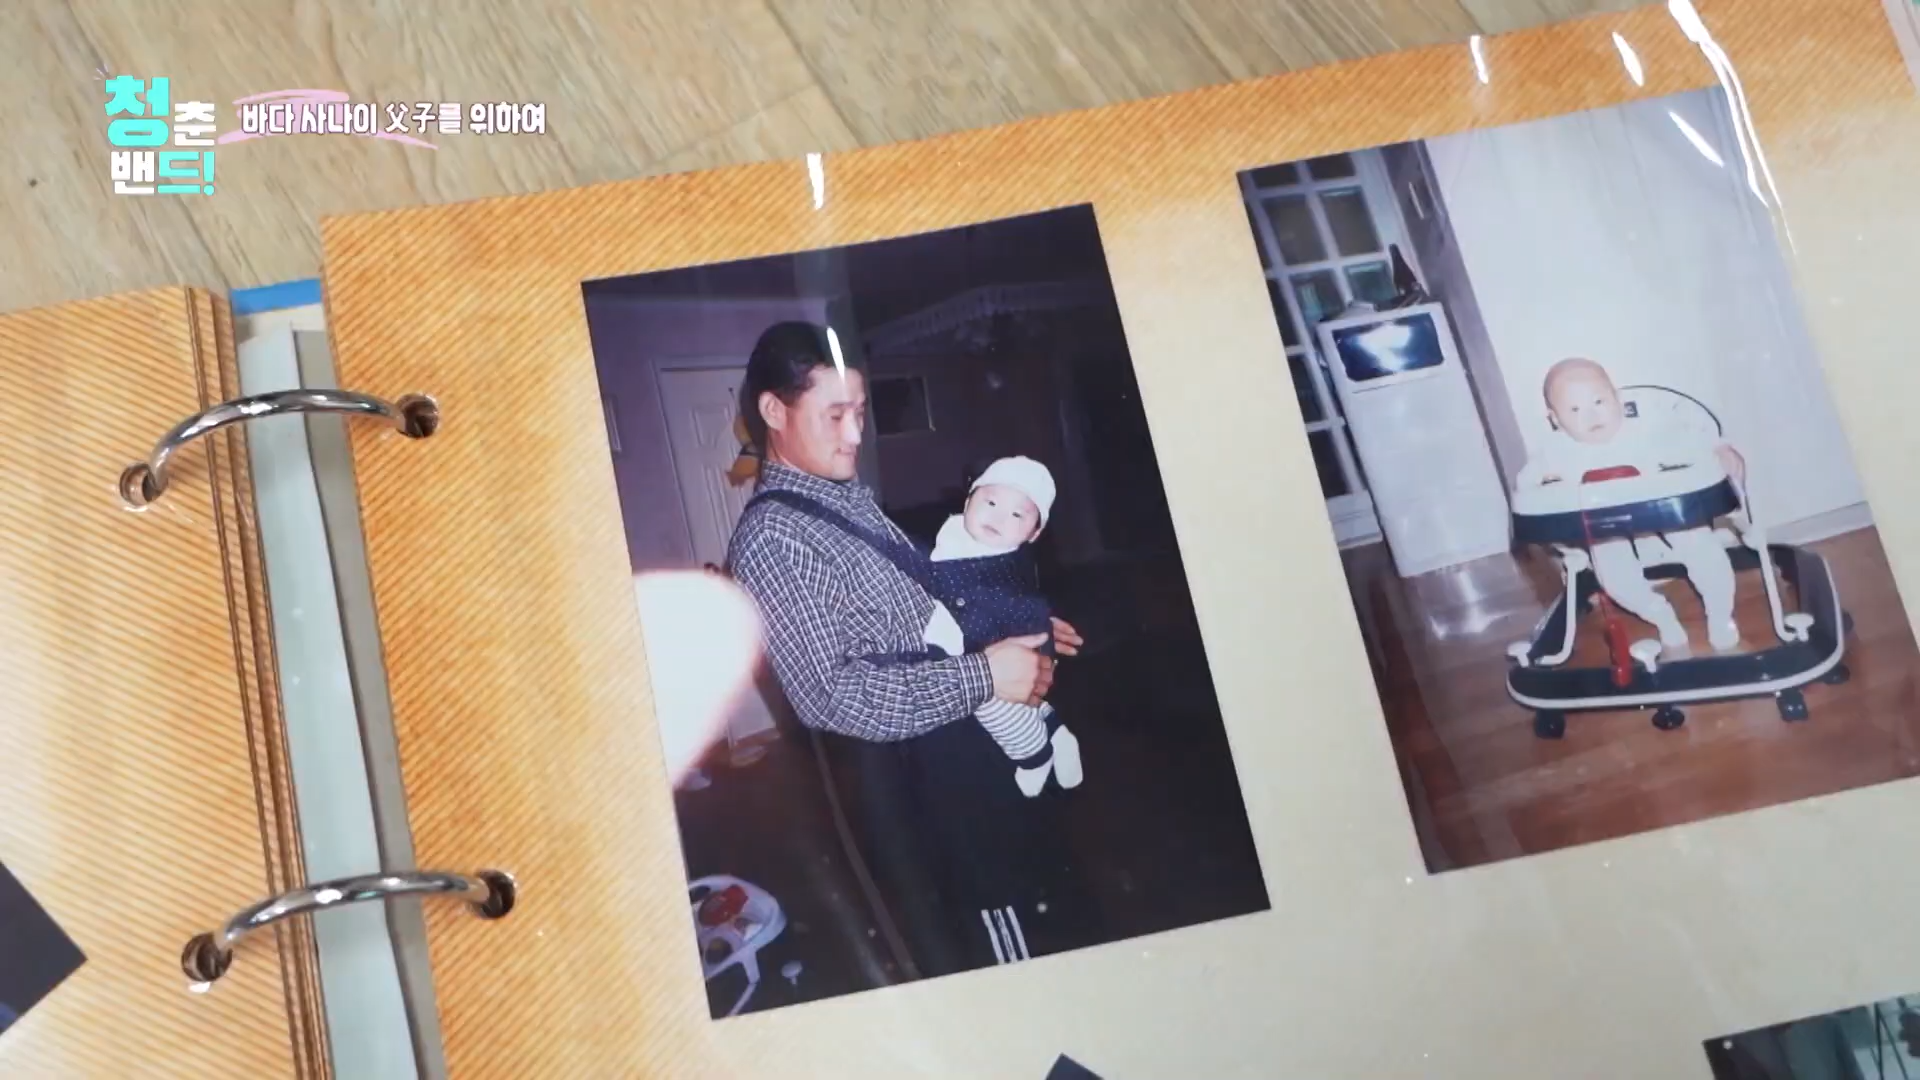 청춘
밴드!
바다 사나이 父子를 위하여